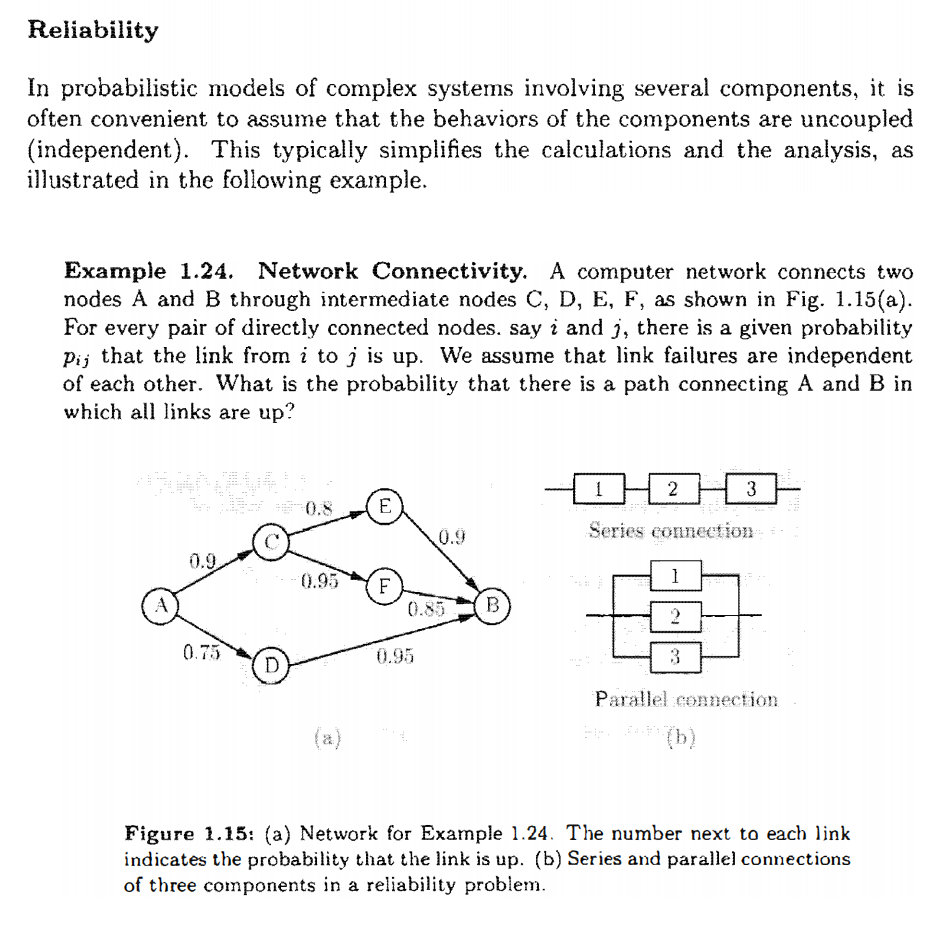 Reliability
In probabilistic models of complex systems involving several components, it is
often convenient to assume that the behaviors of the components are uncoupled
(independent). This typically simplifies the calculations and the analysis, as
illustrated in the following example.
Example 1.24. Network Connectivity. A computer network connects two
nodes A and B through intermediate nodes C, D, E, F, as shown in Fig. 1.15(a).
For every pair of directly connected nodes. say i and j, there is a given probability
pij that the link from i to j is up. We assume that link failures are independent
of each other. What is the probability that there is a path connecting A and B in
which all links are up?
0.8
E
C
0.9
0.9
0.95
F
A
0.85
B
0.75
D
0.95
(a)
1
2
3
Series connection
1
2
3
Parallel connection
(b)
Figure 1.15: (a) Network for Example 1.24. The number next to each link
indicates the probability that the link is up. (b) Series and parallel connections
of three components in a reliability problem.